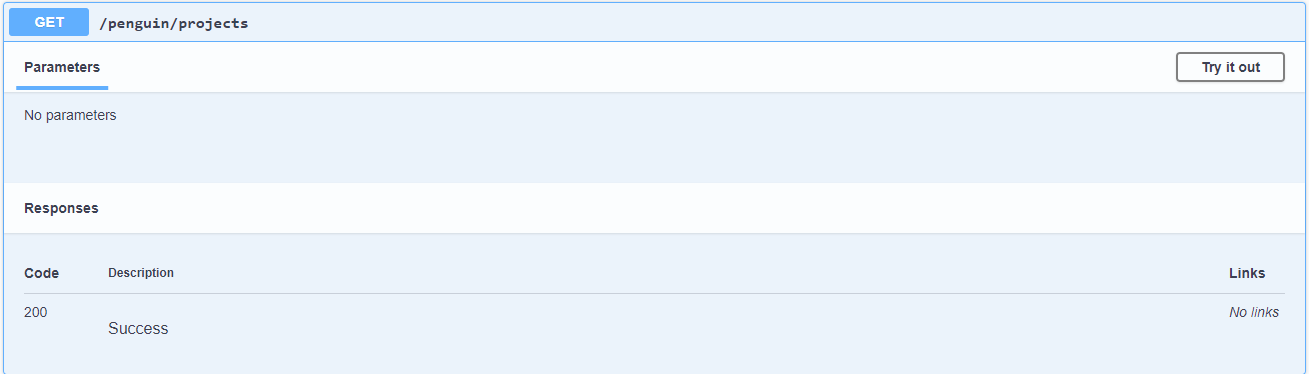 GET /penguin/projects
Parameters Try it out
No parameters
Responses
Code Description Links
200 Success No links